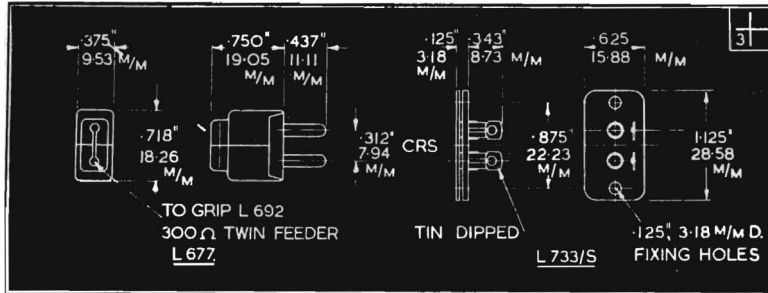 .375"
9.53
M/M
.750"
19.05
M/M
.437"
11.11
M/M
.125"
3.18
M/M
.343"
8.73
M/M
.625
15.88
M/M
3
.718"
18.26
M/M
.312"
7.94
M/M
CRS
.875"
22.23
M/M
1.125"
28.58
M/M
TO GRIP L 692
300Ω TWIN FEEDER
L 677.
TIN DIPPED
L 733/S
.125", 3.18 M/M D.
FIXING HOLES